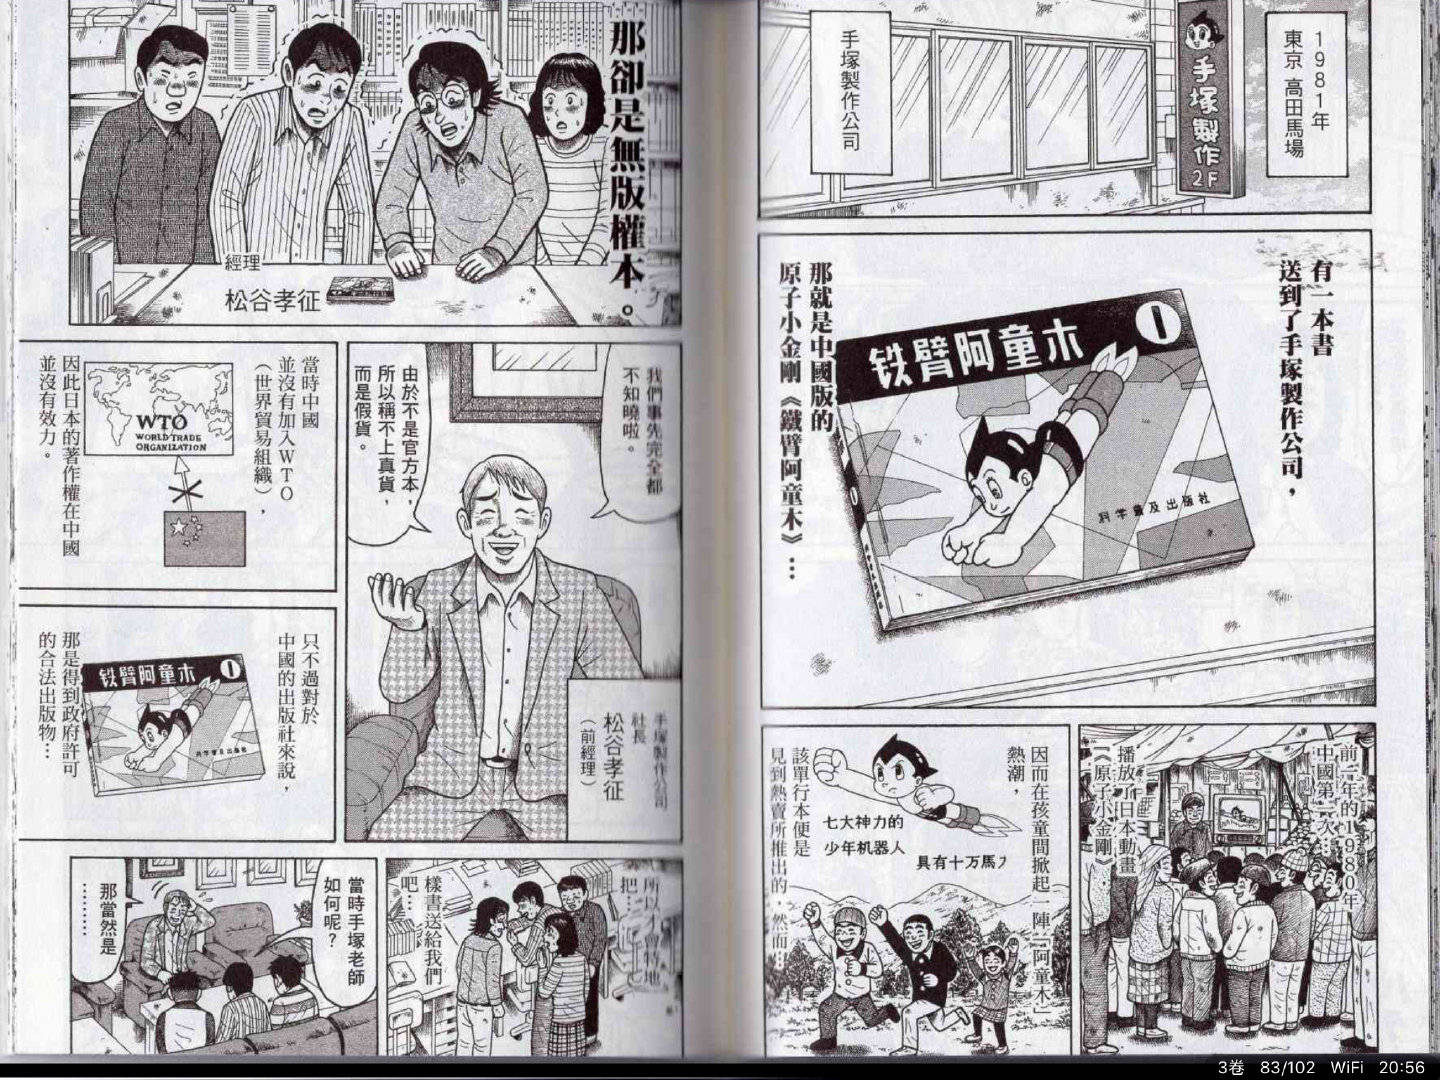 1981年
東京 高田馬場
手塚製作 2F
手塚製作公司
有一本書
送到了手塚製作公司，
铁臂阿童木
1
科学普及出版社
那就是中國版的
原子小金剛《鐵臂阿童木》…
前一年的1980年，
中國第一次…
播放了日本動畫
《原子小金剛》
因而在孩童間掀起一陣「阿童木」
熱潮，
七大神力的
少年机器人
具有十万馬力
該單行本便是
見到熱賣所推出的，然而…
那卻是無版權本。
經理
松谷孝征
我們事先完全都
不知曉啦。
由於不是官方本，
所以稱不上真貨，
而是假貨。
手塚製作公司
社長
松谷孝征
（前經理）
當時中國
並沒有加入WTO
（世界貿易組織），
WTO
WORLD TRADE
ORGANIZATION
因此日本的著作權在中國
並沒有效力。
只不過對於
中國的出版社來說，
铁臂阿童木
1
科学普及出版社
那是得到政府許可
的合法出版物…
所以才會特地
把…
樣書送給我們
吧…
當時手塚老師
如何呢？
那當然是
………
3卷 83/102 WiFi 20:56